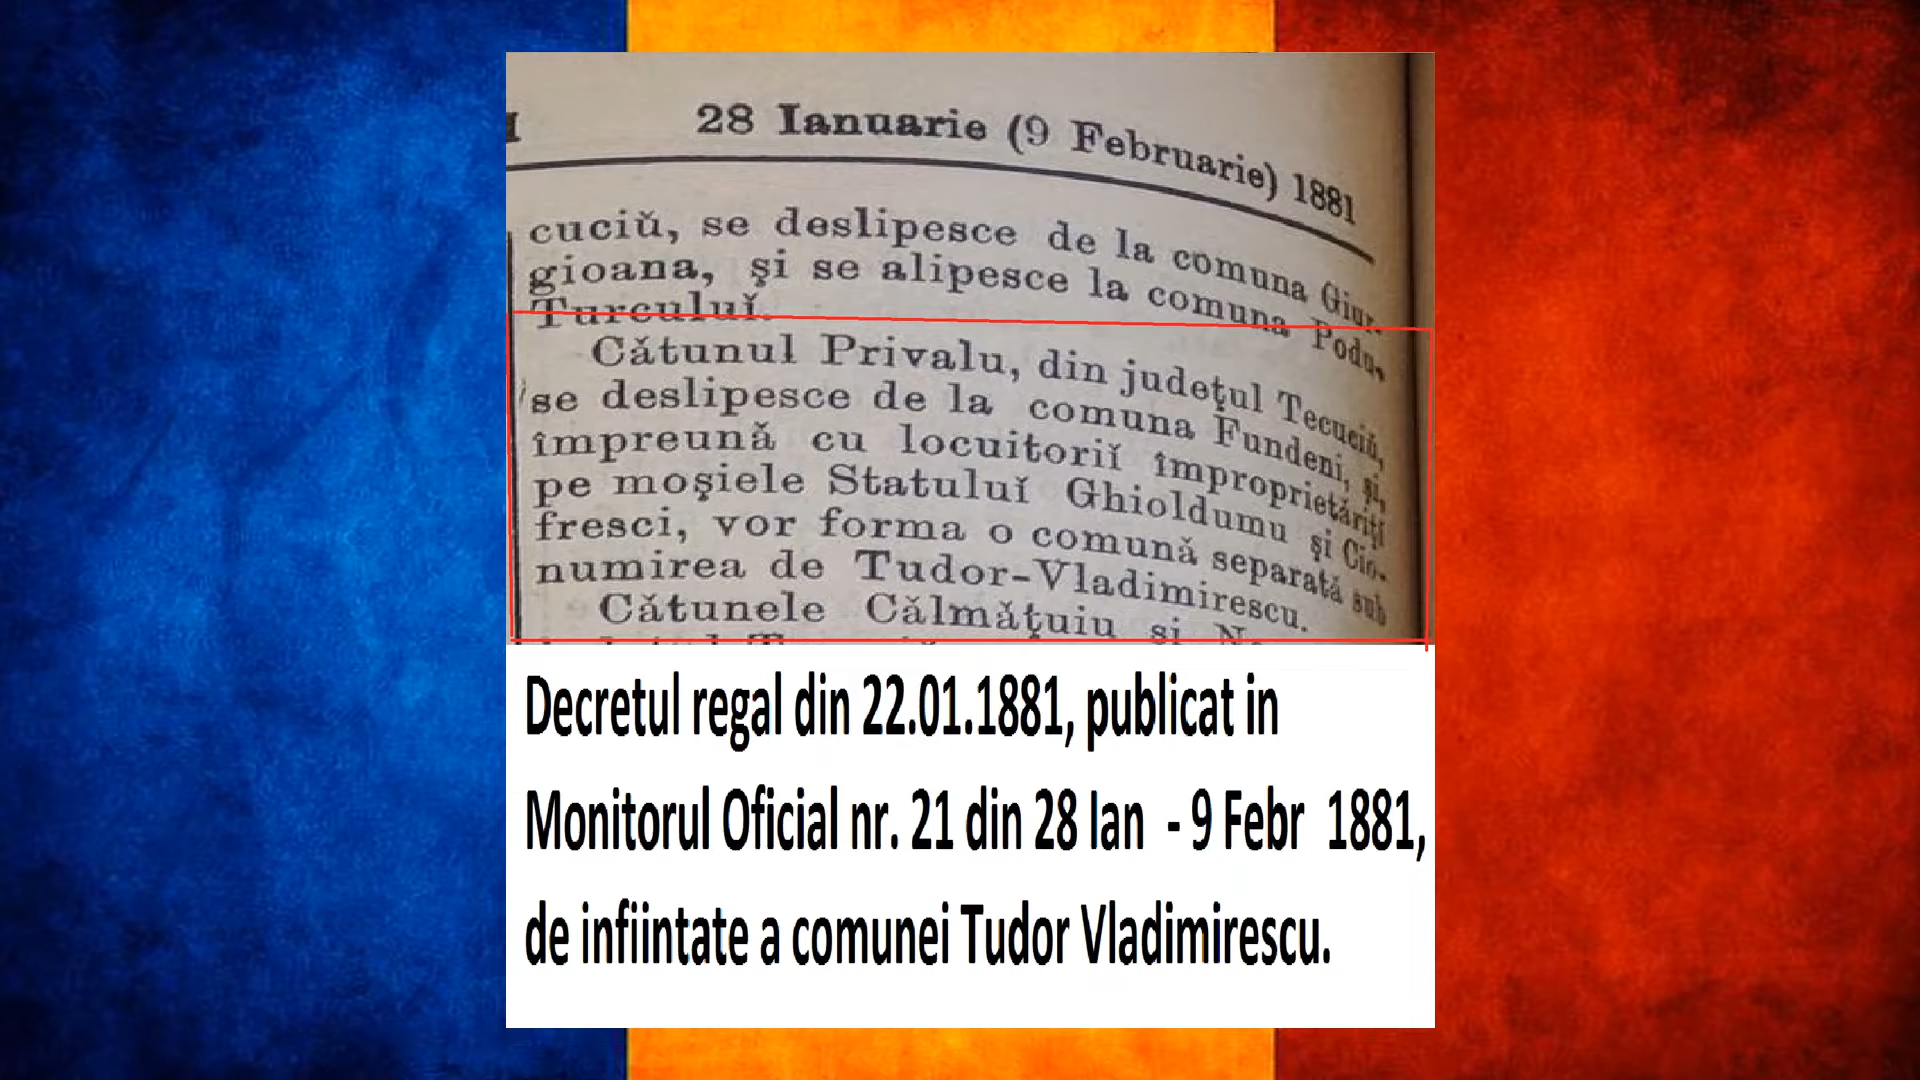 28 Ianuarie (9 Februarie) 1881
cuciŭ, se deslipesce de la comuna Giur-
gioana, şi se alipesce la comuna Podu-
Turculuĭ.
Cătunul Privalu, din judeţul Tecuciŭ,
se deslipesce de la comuna Fundeni, şi,
împreună cu locuitoriĭ împroprietăriţĭ
pe moşiele Statuluĭ Ghioldumu şi Cio-
fresci, vor forma o comună separată sub
numirea de Tudor-Vladimirescu.
Cătunele Călmăţuiu şi
Decretul regal din 22.01.1881, publicat in
Monitorul Oficial nr. 21 din 28 Ian - 9 Febr 1881,
de infiintate a comunei Tudor Vladimirescu.